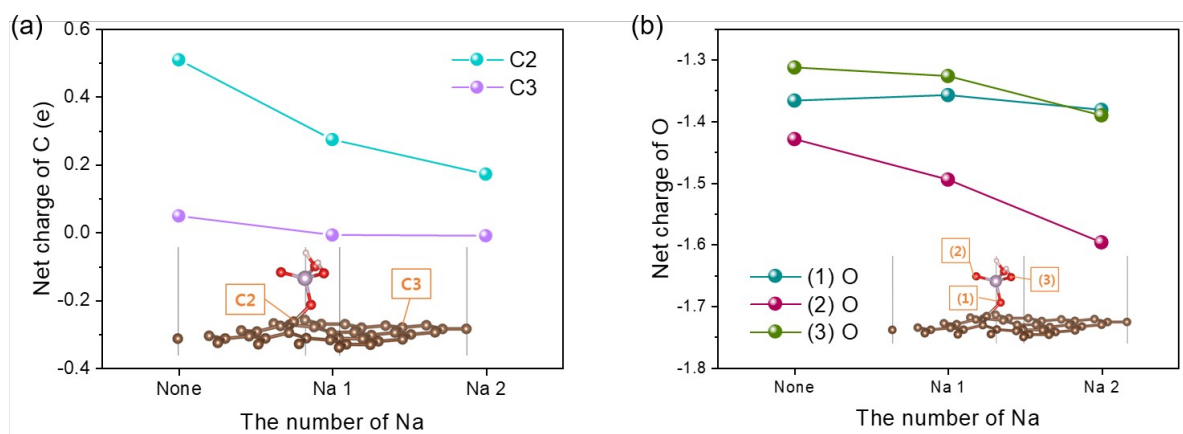 (a)
0.6
0.4
0.2
0.0
-0.2
-0.4
Net charge of C (e)
C2
C3
C2
C3
None
Na 1
Na 2
The number of Na
(b)
-1.3
-1.4
-1.5
-1.6
-1.7
-1.8
Net charge of O
(2)
(3)
(1)
(1) O
(2) O
(3) O
None
Na 1
Na 2
The number of Na